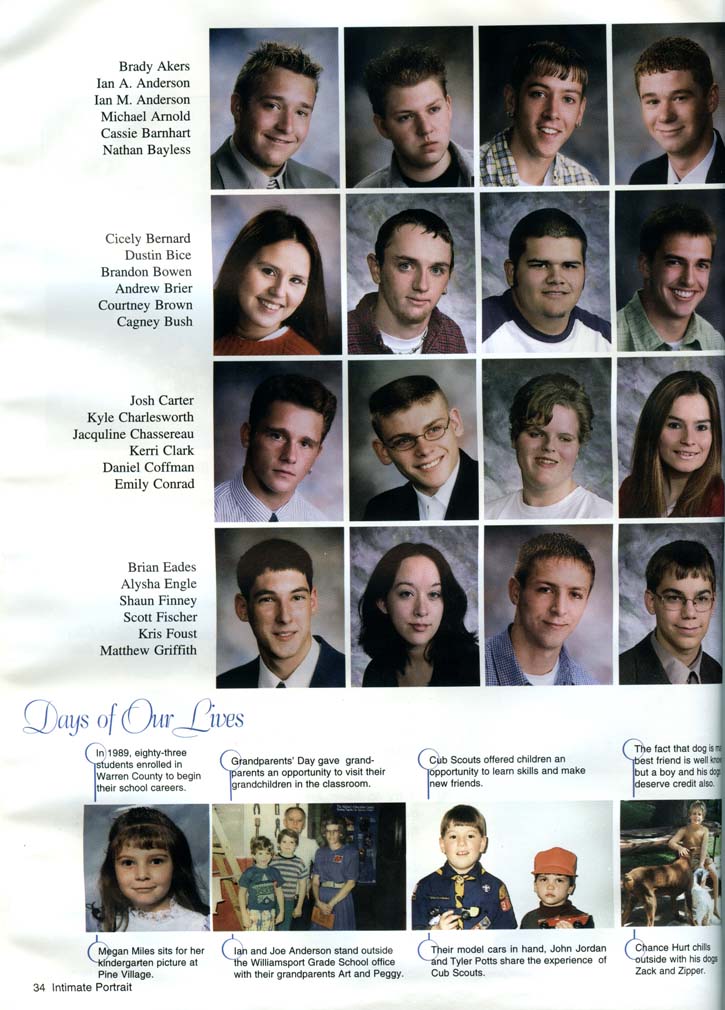 Brady Akers
Ian A. Anderson
Ian M. Anderson
Michael Arnold
Cassie Barnhart
Nathan Bayless
Cicely Bernard
Dustin Bice
Brandon Bowen
Andrew Brier
Courtney Brown
Cagney Bush
Josh Carter
Kyle Charlesworth
Jacquline Chassereau
Kerri Clark
Daniel Coffman
Emily Conrad
Brian Eades
Alysha Engle
Shaun Finney
Scott Fischer
Kris Foust
Matthew Griffith
Days of Our Lives
In 1989, eighty-three
students enrolled in
Warren County to begin
their school careers.
Grandparents' Day gave grand-
parents an opportunity to visit their
grandchildren in the classroom.
Cub Scouts offered children an
opportunity to learn skills and make
new friends.
The fact that dog is
best friend is well
but a boy and his
deserve credit also.
Megan Miles sits for her
kindergarten picture at
Pine Village.
Ian and Joe Anderson stand outside
the Williamsport Grade School office
with their grandparents Art and Peggy.
Their model cars in hand, John Jordan
and Tyler Potts share the experience of
Cub Scouts.
Chance Hurt chills
outside with his dogs
Zack and Zipper.
34 Intimate Portrait